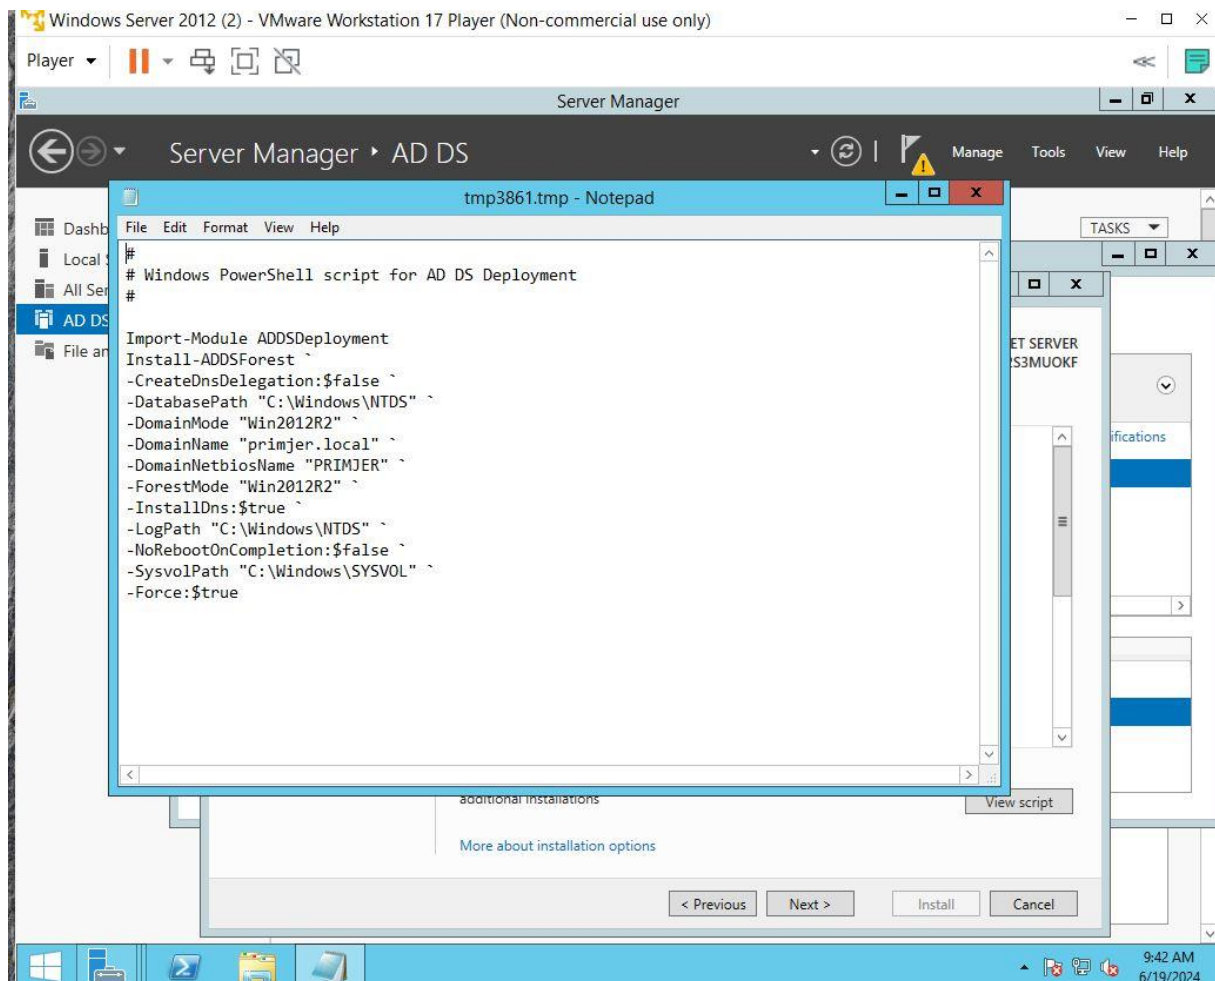 Windows Server 2012 (2) - VMware Workstation 17 Player (Non-commercial use only)
Player
Server Manager
Server Manager AD DS
Manage Tools View Help
tmp3861.tmp - Notepad
File Edit Format View Help
#
# Windows PowerShell script for AD DS Deployment
#
Import-Module ADDSDeployment
Install-ADDSForest `
-CreateDnsDelegation:$false `
-DatabasePath "C:\Windows\NTDS" `
-DomainMode "Win2012R2" `
-DomainName "primjer.local" `
-DomainNetbiosName "PRIMJER" `
-ForestMode "Win2012R2" `
-InstallDns:$true `
-LogPath "C:\Windows\NTDS" `
-NoRebootOnCompletion:$false `
-SysvolPath "C:\Windows\SYSVOL" `
-Force:$true
Dashb
Local
All Ser
AD DS
File an
TASKS
ET SERVER
S3MUOKF
ifications
additional installations
View script
More about installation options
< Previous
Next >
Install
Cancel
9:42 AM
6/19/2024